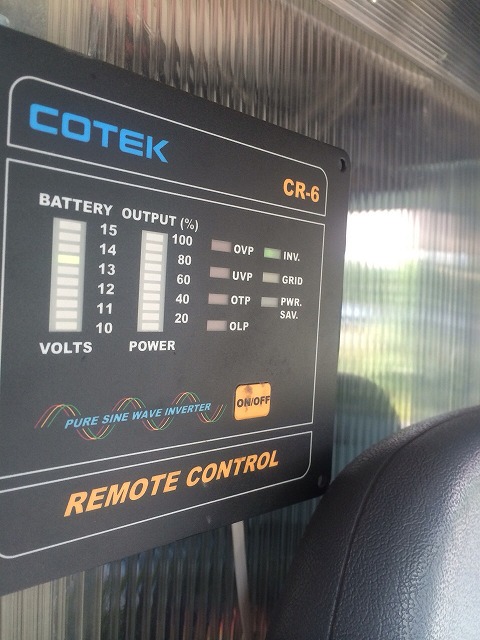 COTEK
CR-6
BATTERY OUTPUT (%)
15
14
13
12
11
10
VOLTS
100
80
60
40
20
POWER
OVP
UVP
OTP
OLP
INV.
GRID
PWR.
SAV.
PURE SINE WAVE INVERTER
ON/OFF
REMOTE CONTROL